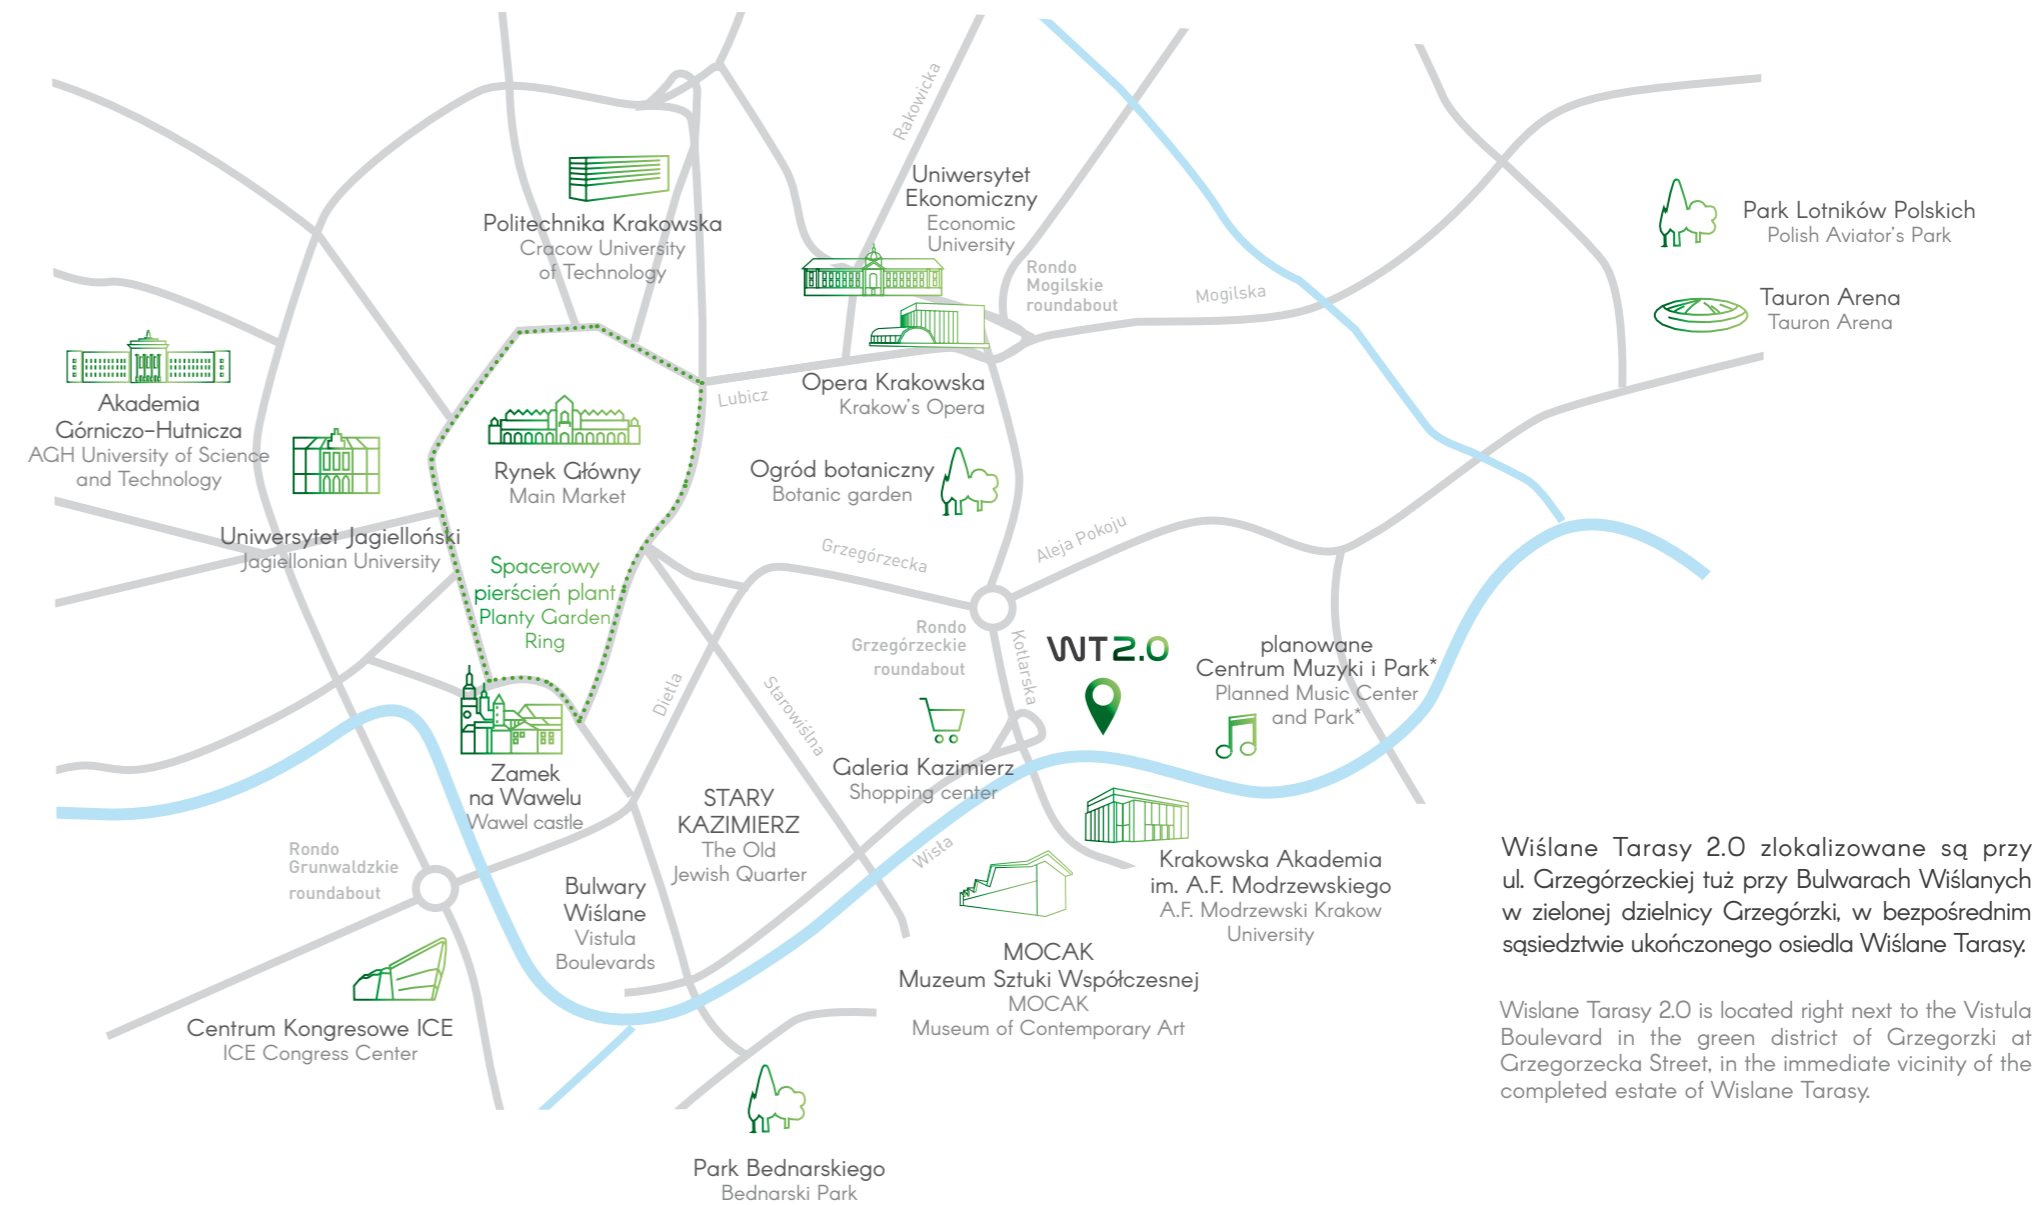 Rakowicka
Uniwersytet
Ekonomiczny
Economic
University
Politechnika Krakowska
Cracow University
of Technology
Park Lotników Polskich
Polish Aviator's Park
Rondo
Mogilskie
roundabout
Mogilska
Tauron Arena
Tauron Arena
Akademia
Górniczo-Hutnicza
AGH University of Science
and Technology
Lubicz
Opera Krakowska
Krakow's Opera
Rynek Główny
Main Market
Ogród botaniczny
Botanic garden
Uniwersytet Jagielloński
Jagiellonian University
Spacerowy
pierścień plant
Planty Garden
Ring
Grzegórzecka
Aleja Pokoju
Rondo
Grzegórzeckie
roundabout
Kotlarska
WT2.0
planowane
Centrum Muzyki i Park*
Planned Music Center
and Park*
Dietla
Starowiślna
Zamek
na Wawelu
Wawel castle
STARY
KAZIMIERZ
The Old
Jewish Quarter
Galeria Kazimierz
Shopping center
Wisła
Rondo
Grunwaldzkie
roundabout
Bulwary
Wiślane
Vistula
Boulevards
Krakowska Akademia
im. A.F. Modrzewskiego
A.F. Modrzewski Krakow
University
MOCAK
Muzeum Sztuki Współczesnej
MOCAK
Museum of Contemporary Art
Centrum Kongresowe ICE
ICE Congress Center
Park Bednarskiego
Bednarski Park
Wiślane Tarasy 2.0 zlokalizowane są przy
ul. Grzegórzeckiej tuż przy Bulwarach Wiślanych
w zielonej dzielnicy Grzegórzki, w bezpośrednim
sąsiedztwie ukończonego osiedla Wiślane Tarasy.
Wislane Tarasy 2.0 is located right next to the Vistula
Boulevard in the green district of Grzegorzki at
Grzegorzecka Street, in the immediate vicinity of the
completed estate of Wislane Tarasy.